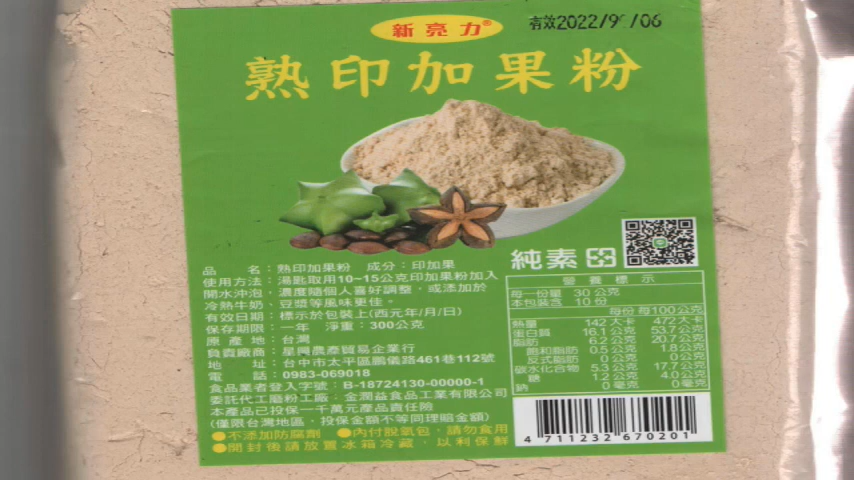 新亮力®
有效2022/9 /06
熟印加果粉
純素
品 名：熟印加果粉 成分：印加果
使用方法：湯匙取用10~15公克印加果粉加入
開水沖泡，濃度隨個人喜好調整，或添加於
冷熱牛奶、豆漿等風味更佳。
有效日期：標示於包裝上(西元年/月/日)
保存期限：一年 淨重：300公克
原產地：台灣
負責廠商：星興農產貿易企業行
地 址：台中市太平區鵬儀路461巷112號
電 話：0983-069018
食品業者登入字號：B-18724130-00000-1
委託代工磨粉工廠：金潤益食品工業有限公司
本產品已投保一千萬元產品責任險
(僅限台灣地區，投保金額不等同理賠金額)
●不添加防腐劑 ●內付脫氧包，請勿食用
●開封後請放置冰箱冷藏，以利保鮮
營養標示
每一份量 30公克
本包裝含 10份
每份 每100公克
熱量 142大卡 472大卡
蛋白質 16.1公克 53.7公克
脂肪 6.2公克 20.7公克
飽和脂肪 0.5公克 1.8公克
反式脂肪 0公克 0公克
碳水化合物 5.3公克 17.7公克
糖 1.2公克 4.0公克
鈉 0毫克 0毫克
4 711232 670201